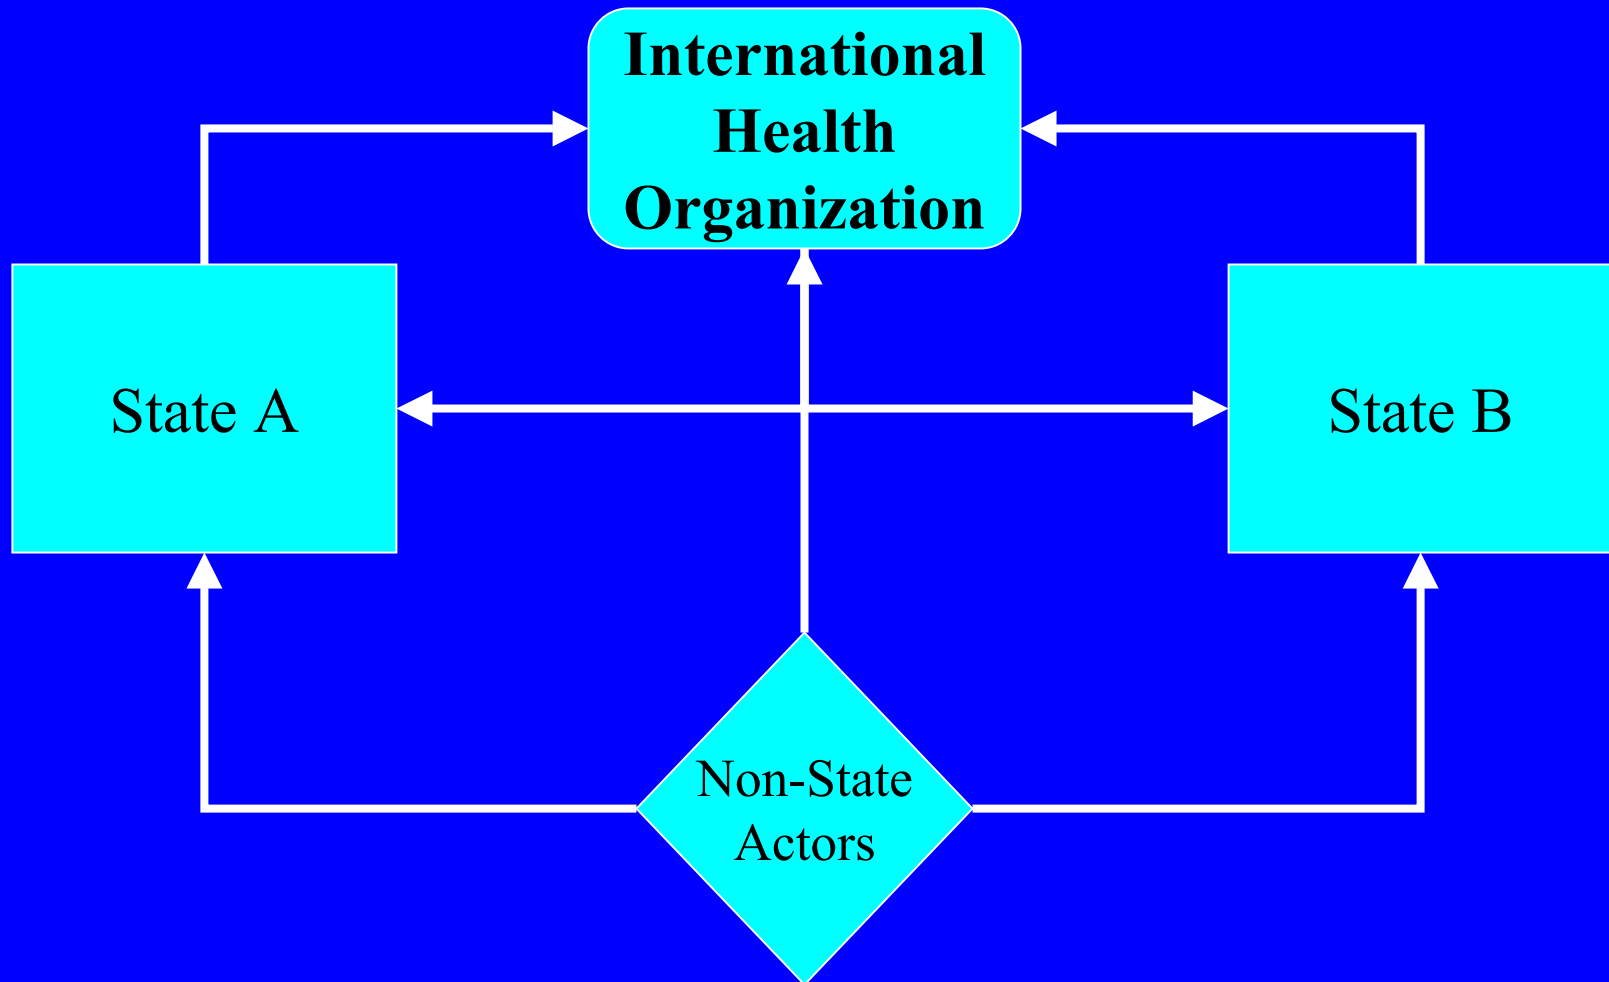 International
Health
Organization
State A
State B
Non-State
Actors